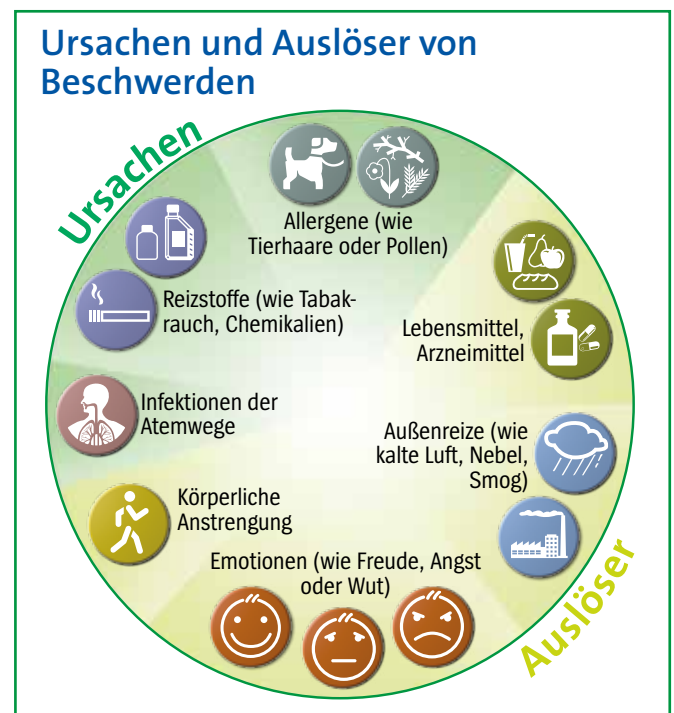 Ursachen und Auslöser von
Beschwerden
Ursachen
Allergene (wie
Tierhaare oder Pollen)
Reizstoffe (wie Tabak-
rauch, Chemikalien)
Lebensmittel,
Arzneimittel
Infektionen der
Atemwege
Außenreize (wie
kalte Luft, Nebel,
Smog)
Körperliche
Anstrengung
Emotionen (wie Freude, Angst
oder Wut)
Auslöser